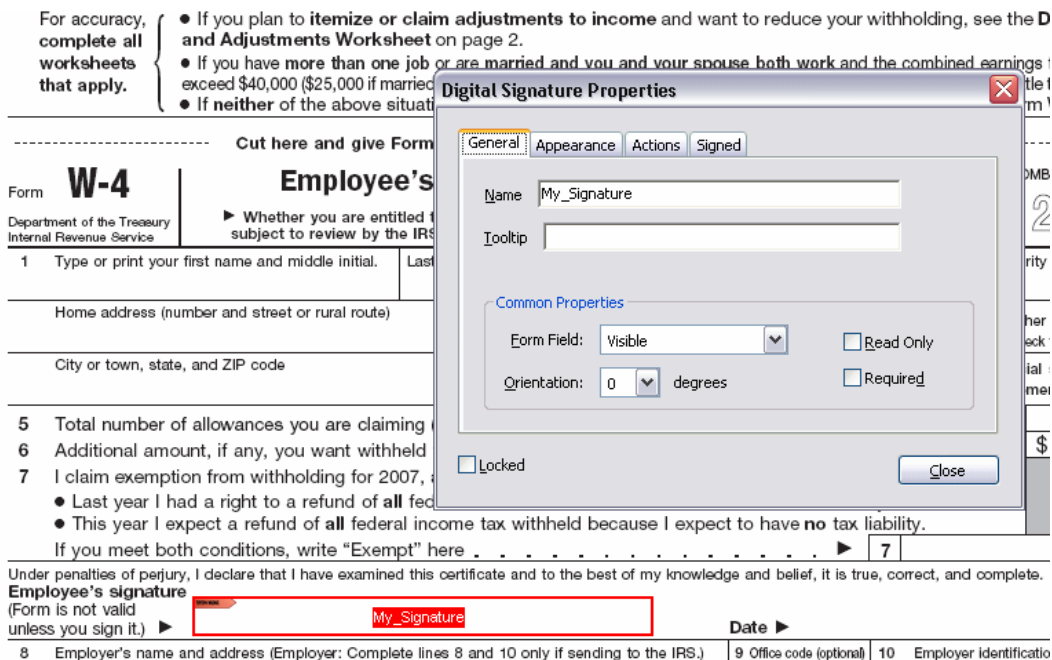 For accuracy, complete all worksheets that apply.
● If you plan to itemize or claim adjustments to income and want to reduce your withholding, see the D
and Adjustments Worksheet on page 2.
● If you have more than one job or are married and you and your spouse both work and the combined earnings
exceed $40,000 ($25,000 if married
● If neither of the above situati
Cut here and give Form
Form W-4
Department of the Treasury
Internal Revenue Service
Employee's
► Whether you are entitled
subject to review by the IRS
OMB
2
1 Type or print your first name and middle initial. Last
rity
Home address (number and street or rural route)
her
eck
City or town, state, and ZIP code
ial
mer
5 Total number of allowances you are claiming (
6 Additional amount, if any, you want withheld
$
7 I claim exemption from withholding for 2007,
● Last year I had a right to a refund of all fed
● This year I expect a refund of all federal income tax withheld because I expect to have no tax liability.
If you meet both conditions, write “Exempt” here . . . . . . . . . . . . . . ► 7
Under penalties of perjury, I declare that I have examined this certificate and to the best of my knowledge and belief, it is true, correct, and complete.
Employee's signature
(Form is not valid
unless you sign it.) ►
My_Signature
Date ►
8 Employer's name and address (Employer: Complete lines 8 and 10 only if sending to the IRS.)
9 Office code (optional)
10 Employer identificatio
Digital Signature Properties
General Appearance Actions Signed
Name My_Signature
Tooltip
Common Properties
Form Field: Visible
Read Only
Orientation: 0 degrees
Required
Locked
Close